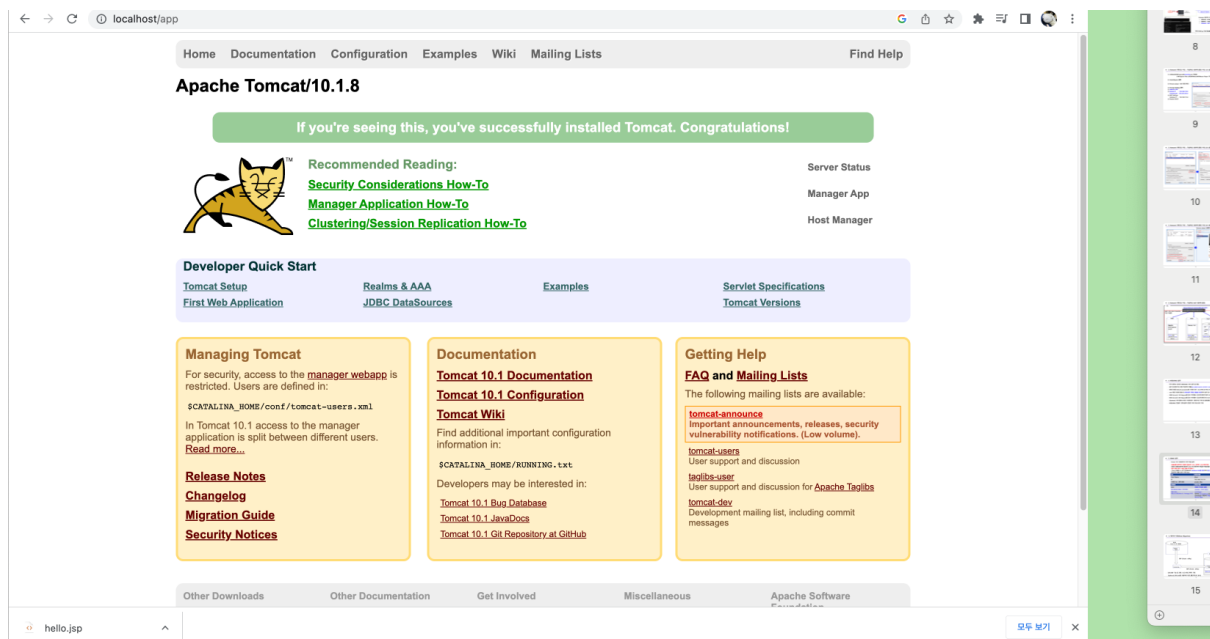 localhost/app
Home Documentation Configuration Examples Wiki Mailing Lists Find Help
Apache Tomcat/10.1.8
If you're seeing this, you've successfully installed Tomcat. Congratulations!
TM
Recommended Reading:
Security Considerations How-To
Manager Application How-To
Clustering/Session Replication How-To
Server Status
Manager App
Host Manager
Developer Quick Start
Tomcat Setup
First Web Application
Realms & AAA
JDBC DataSources
Examples
Servlet Specifications
Tomcat Versions
Managing Tomcat
For security, access to the manager webapp is
restricted. Users are defined in:
$CATALINA_HOME/conf/tomcat-users.xml
In Tomcat 10.1 access to the manager
application is split between different users.
Read more...
Release Notes
Changelog
Migration Guide
Security Notices
Documentation
Tomcat 10.1 Documentation
Tomcat 10.1 Configuration
Tomcat Wiki
Find additional important configuration
information in:
$CATALINA_HOME/RUNNING.txt
Developers may be interested in:
Tomcat 10.1 Bug Database
Tomcat 10.1 JavaDocs
Tomcat 10.1 Git Repository at GitHub
Getting Help
FAQ and Mailing Lists
The following mailing lists are available:
tomcat-announce
Important announcements, releases, security
vulnerability notifications. (Low volume).
tomcat-users
User support and discussion
taglibs-user
User support and discussion for Apache Taglibs
tomcat-dev
Development mailing list, including commit
messages
Other Downloads
Other Documentation
Get Involved
Miscellaneous
Apache Software
Foundation
hello.jsp
모두 보기
8
9
10
11
12
13
14
15